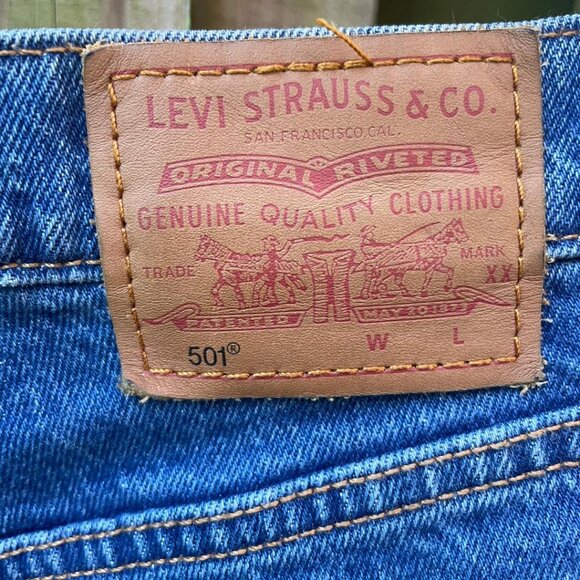 LEVI STRAUSS & CO.
SAN FRANCISCO, CAL.
ORIGINAL RIVETED
GENUINE QUALITY CLOTHING
TRADE MARK
XX
PATENTED MAY 20 1873
501® W L